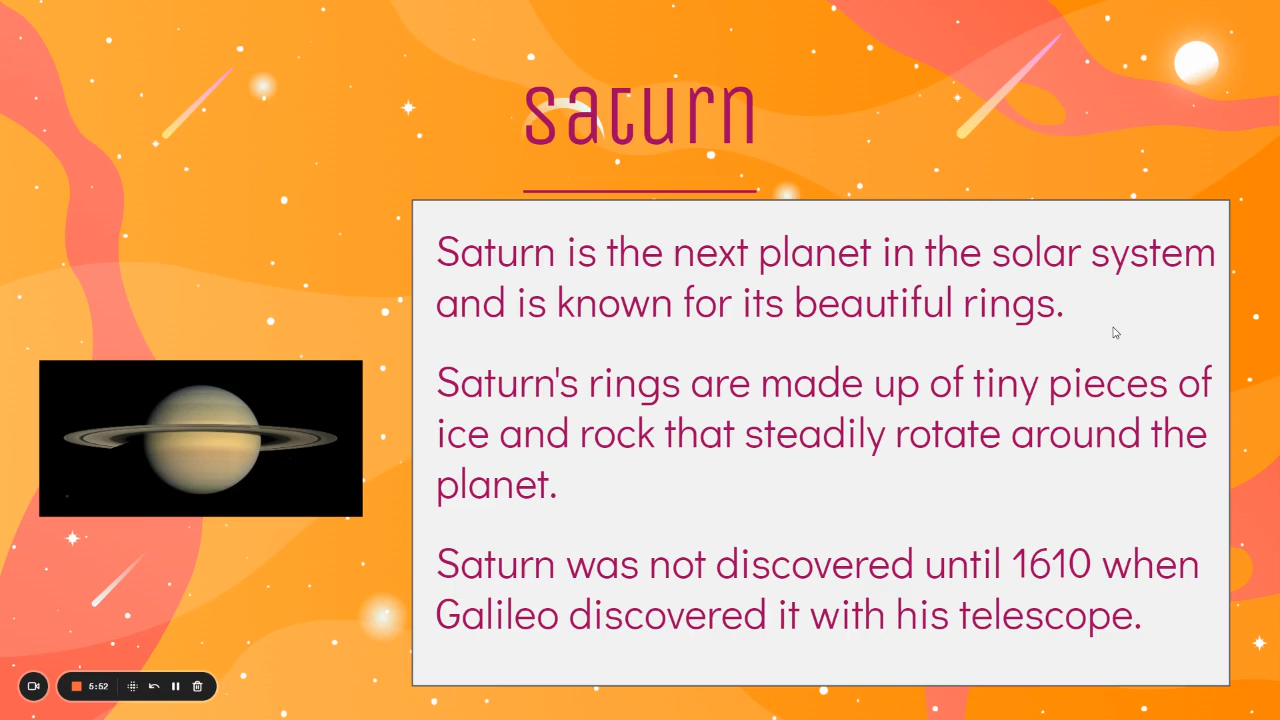 saturn
Saturn is the next planet in the solar system
and is known for its beautiful rings.
Saturn's rings are made up of tiny pieces of
ice and rock that steadily rotate around the
planet.
Saturn was not discovered until 1610 when
Galileo discovered it with his telescope.
5:52